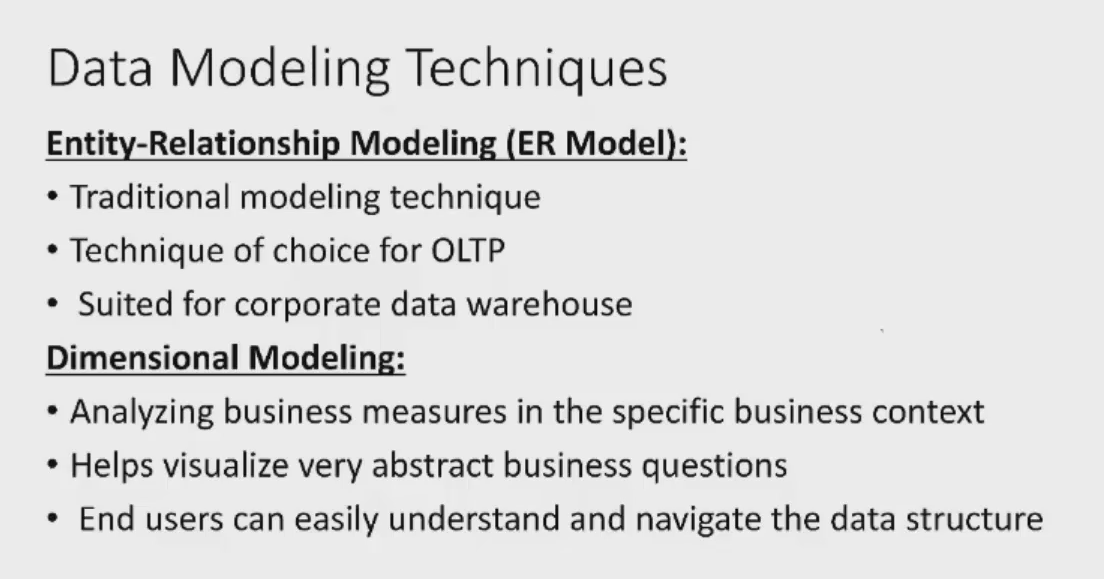 Data Modeling Techniques
Entity-Relationship Modeling (ER Model):
• Traditional modeling technique
• Technique of choice for OLTP
• Suited for corporate data warehouse
Dimensional Modeling:
• Analyzing business measures in the specific business context
• Helps visualize very abstract business questions
• End users can easily understand and navigate the data structure